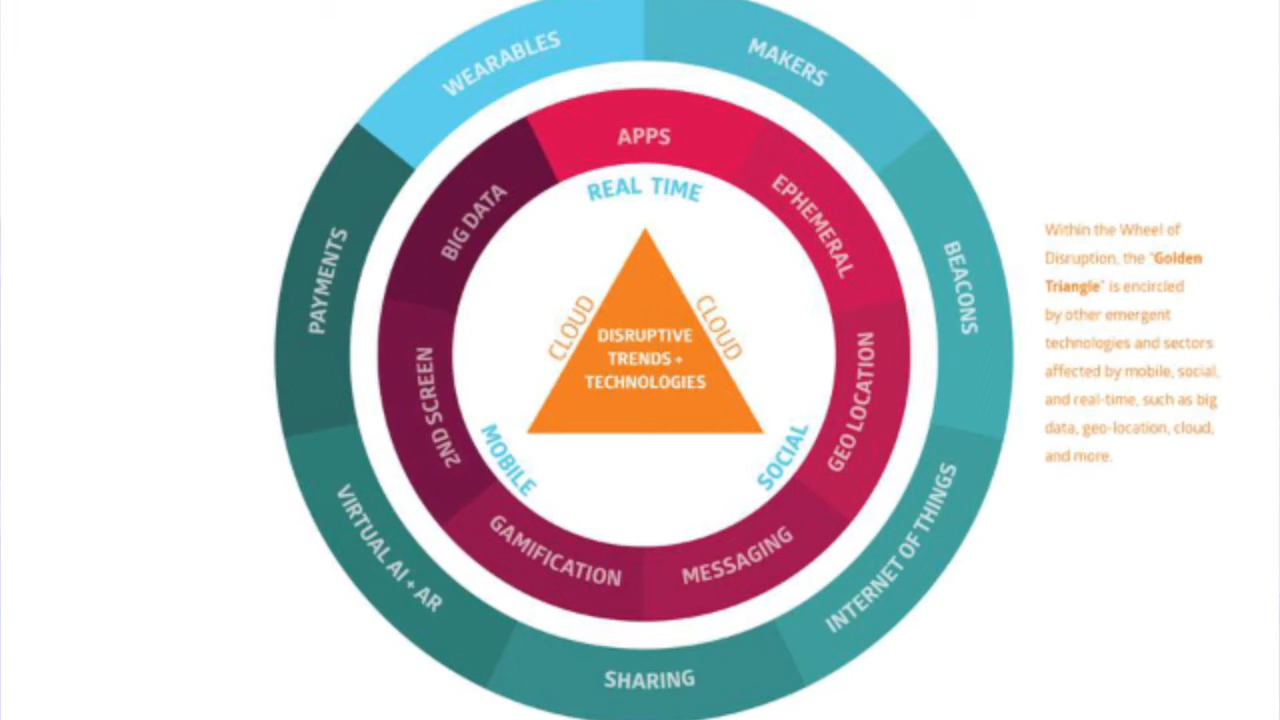 WEARABLES
MAKERS
BEACONS
INTERNET OF THINGS
SHARING
VIRTUAL AI + AR
PAYMENTS
APPS
EPHEMERAL
GEO LOCATION
MESSAGING
GAMIFICATION
2ND SCREEN
BIG DATA
REAL TIME
SOCIAL
MOBILE
CLOUD
CLOUD
DISRUPTIVE
TRENDS +
TECHNOLOGIES
Within the Wheel of
Disruption, the "Golden
Triangle" is encircled
by other emergent
technologies and sectors
affected by mobile, social,
and real-time, such as big
data, geo-location, cloud,
and more.